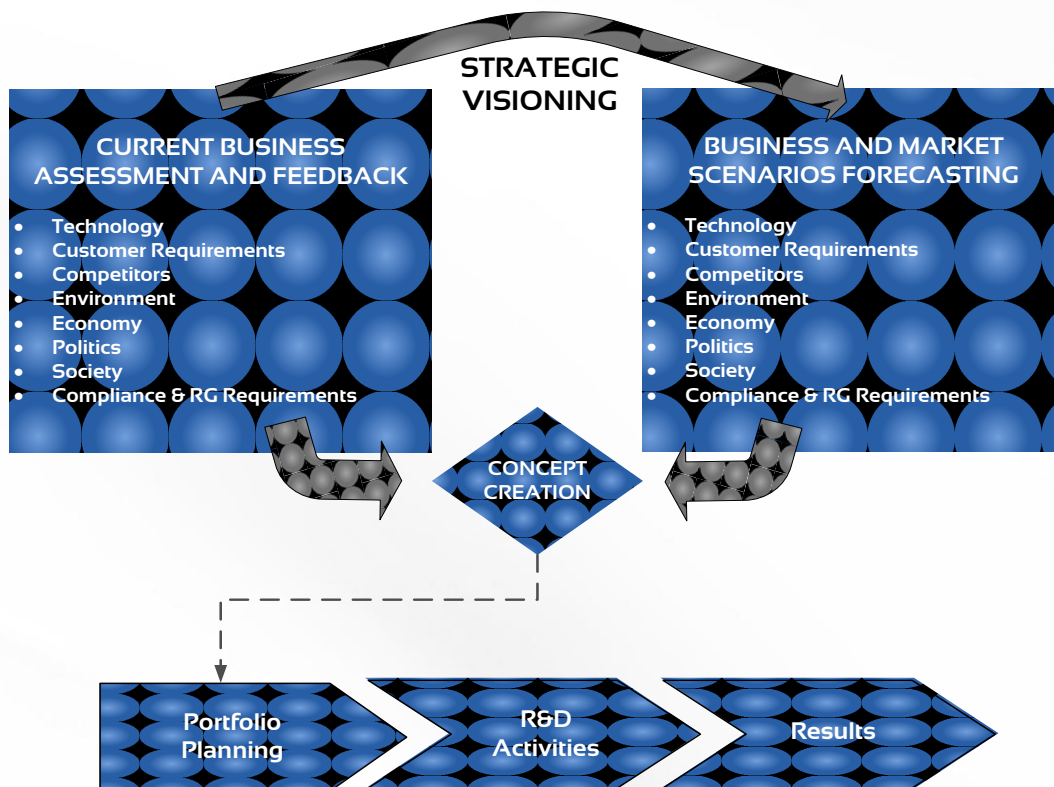 STRATEGIC
VISIONING
CURRENT BUSINESS
ASSESSMENT AND FEEDBACK
• Technology
• Customer Requirements
• Competitors
• Environment
• Economy
• Politics
• Society
• Compliance & RG Requirements
BUSINESS AND MARKET
SCENARIOS FORECASTING
• Technology
• Customer Requirements
• Competitors
• Environment
• Economy
• Politics
• Society
• Compliance & RG Requirements
CONCEPT
CREATION
Portfolio
Planning
R&D
Activities
Results